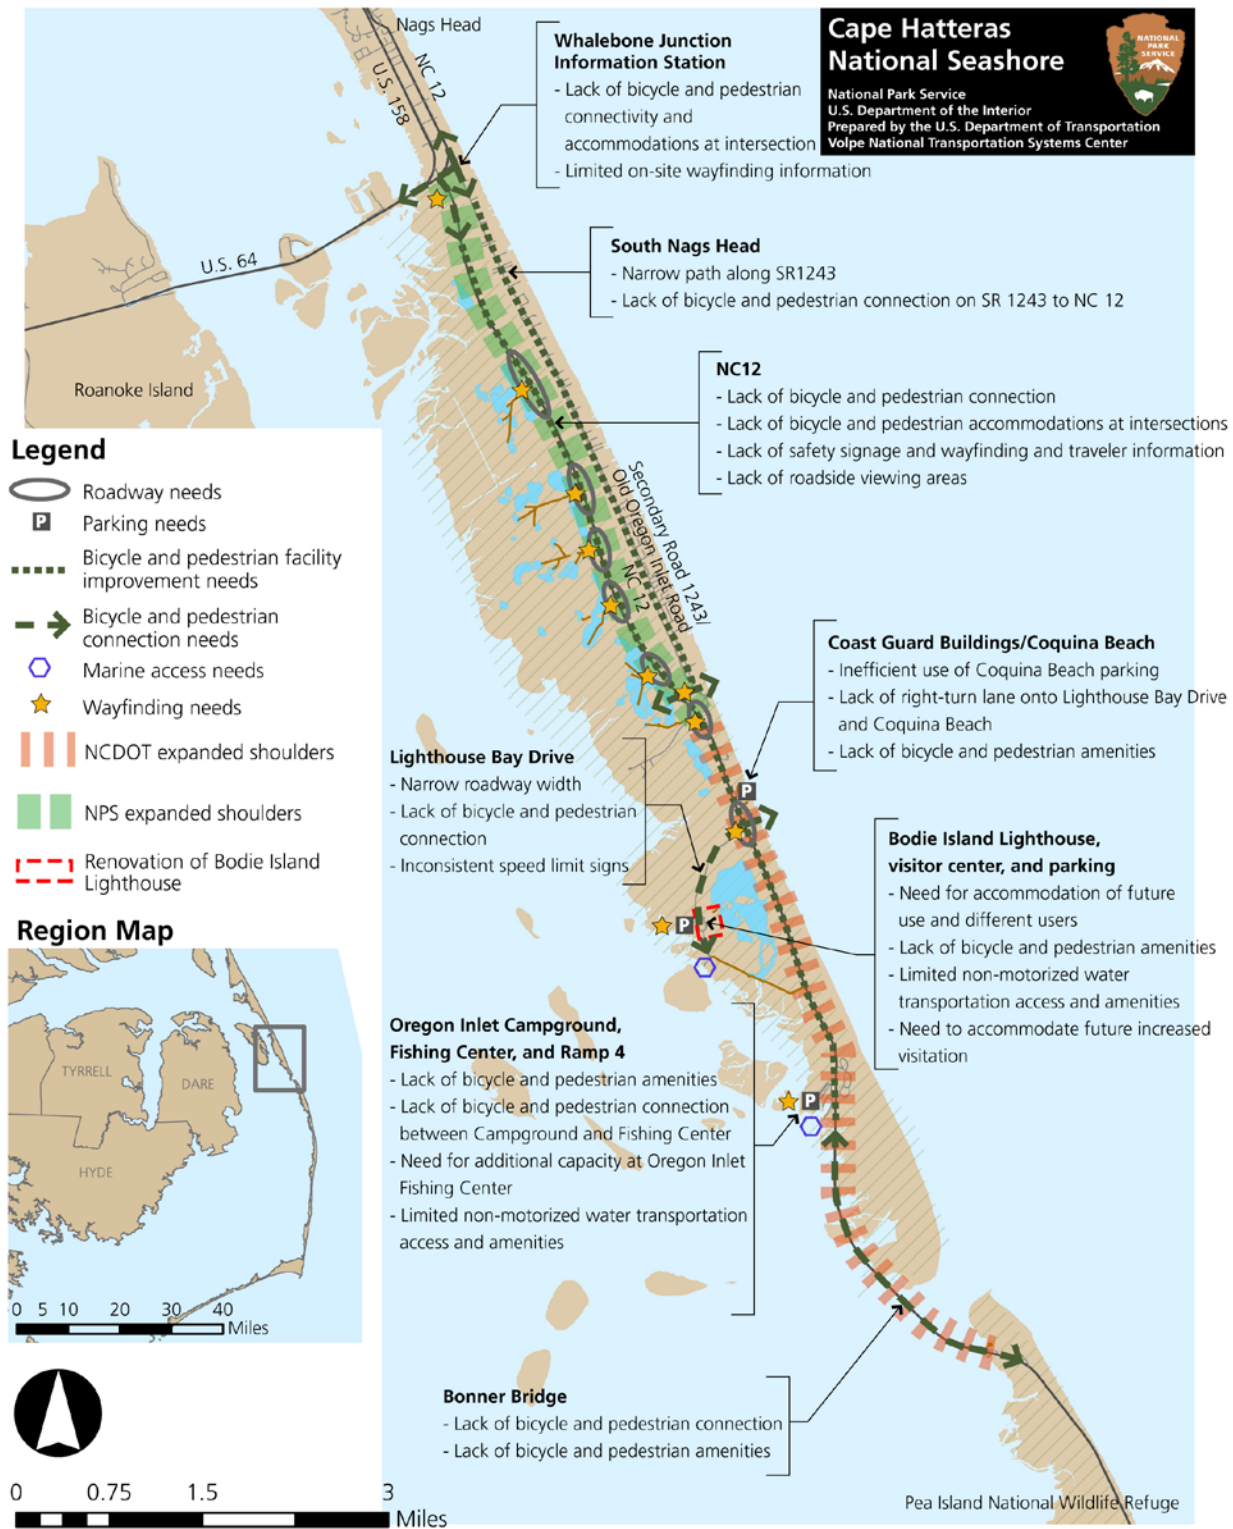 Nags Head
NC 12
U.S. 158
Whalebone Junction
Information Station
- Lack of bicycle and pedestrian
connectivity and
accommodations at intersection
- Limited on-site wayfinding information
Cape Hatteras
National Seashore
National Park Service
U.S. Department of the Interior
Prepared by the U.S. Department of Transportation
Volpe National Transportation Systems Center
NATIONAL
PARK
SERVICE
U.S. 64
South Nags Head
- Narrow path along SR1243
- Lack of bicycle and pedestrian connection on SR 1243 to NC 12
Roanoke Island
NC12
- Lack of bicycle and pedestrian connection
- Lack of bicycle and pedestrian accommodations at intersections
- Lack of safety signage and wayfinding and traveler information
- Lack of roadside viewing areas
Secondary Road 1243/
Old Oregon Inlet Road
NC 12
Legend
Roadway needs
P
Parking needs
Bicycle and pedestrian facility
improvement needs
Bicycle and pedestrian
connection needs
Marine access needs
Wayfinding needs
NCDOT expanded shoulders
NPS expanded shoulders
Renovation of Bodie Island
Lighthouse
Coast Guard Buildings/Coquina Beach
- Inefficient use of Coquina Beach parking
- Lack of right-turn lane onto Lighthouse Bay Drive
and Coquina Beach
- Lack of bicycle and pedestrian amenities
P
Lighthouse Bay Drive
- Narrow roadway width
- Lack of bicycle and pedestrian
connection
- Inconsistent speed limit signs
Bodie Island Lighthouse,
visitor center, and parking
- Need for accommodation of future
use and different users
- Lack of bicycle and pedestrian amenities
- Limited non-motorized water
transportation access and amenities
- Need to accommodate future increased
visitation
P
Oregon Inlet Campground,
Fishing Center, and Ramp 4
- Lack of bicycle and pedestrian amenities
- Lack of bicycle and pedestrian connection
between Campground and Fishing Center
- Need for additional capacity at Oregon Inlet
Fishing Center
- Limited non-motorized water transportation
access and amenities
P
Region Map
TYRRELL
DARE
HYDE
0 5 10 20 30 40
Miles
Bonner Bridge
- Lack of bicycle and pedestrian connection
- Lack of bicycle and pedestrian amenities
0 0.75 1.5 3
Miles
Pea Island National Wildlife Refuge